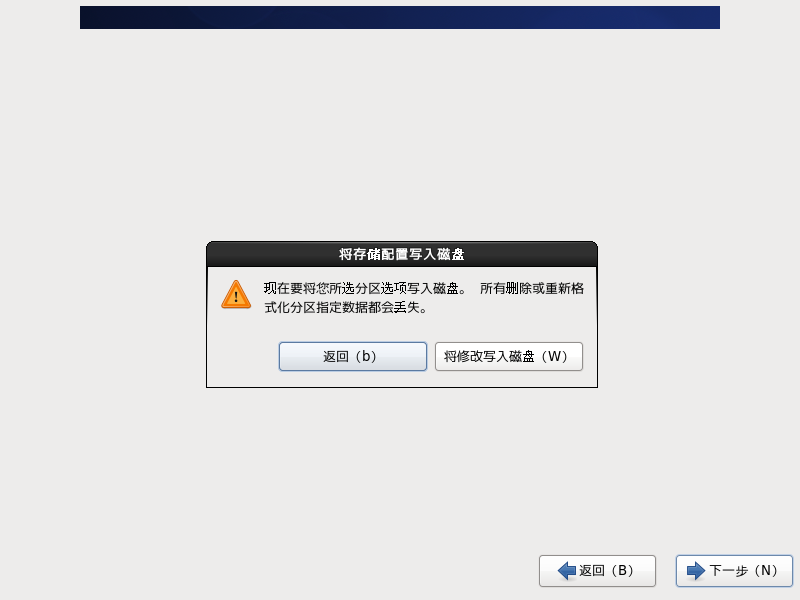 将存储配置写入磁盘
现在要将您所选分区选项写入磁盘。 所有删除或重新格
式化分区指定数据都会丢失。
返回（b）
将修改写入磁盘（W）
返回（B）
下一步（N）